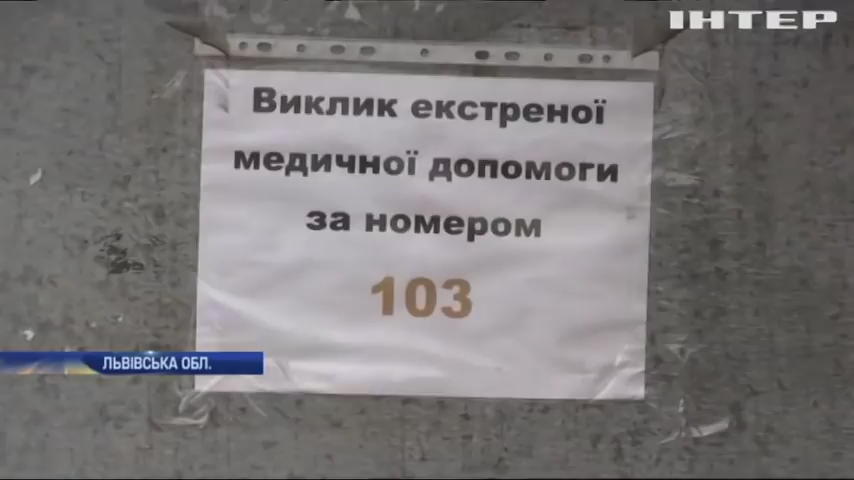 ІНТЕР
Виклик екстреної
медичної допомоги
за номером
103
ЛЬВІВСЬКА ОБЛ.